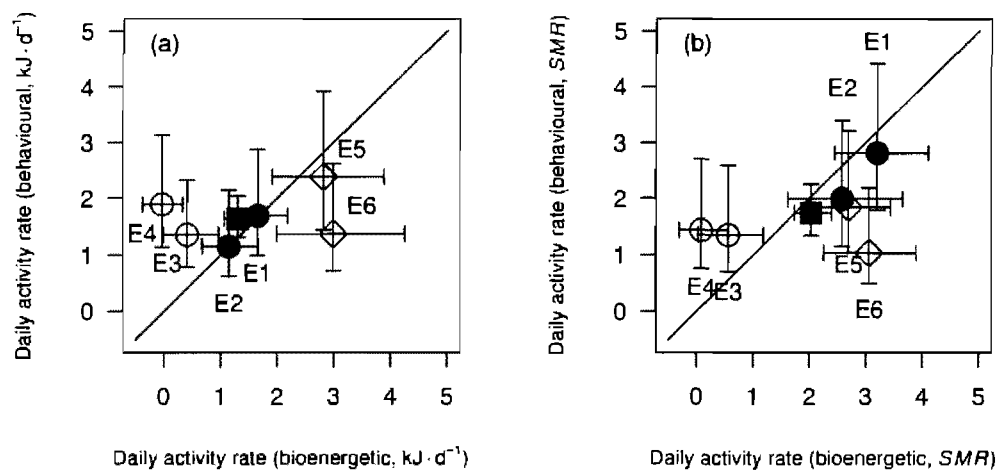 Daily activity rate (behavioural, kJ · d⁻¹)
(a)
5
4
3
2
1
0
E5
E6
E4
E3
E1
E2
0 1 2 3 4 5
Daily activity rate (bioenergetic, kJ · d⁻¹)
Daily activity rate (behavioural, SMR)
(b)
5
4
3
2
1
0
E1
E2
E5
E4
E3
E6
0 1 2 3 4 5
Daily activity rate (bioenergetic, SMR)